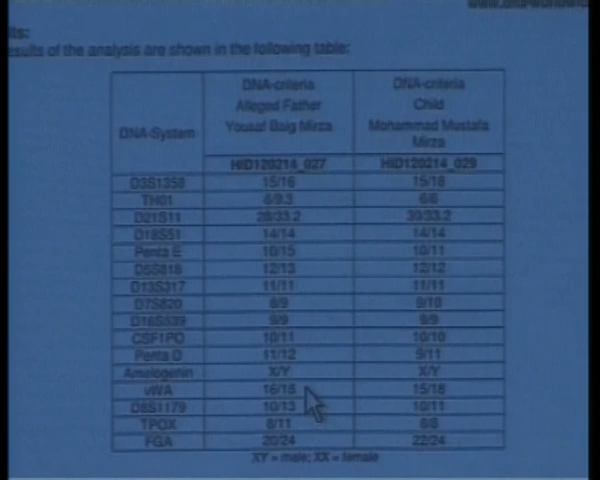 results of the analysis are shown in the following table:
DNA-System
DNA-criteria
Alleged Father
Yousaf Baig Mirza
DNA-criteria
Child
Mohammad Mustafa
Mirza
HID120214_027 HID120214_029
D3S1358 15/16 15/18
TH01 6/9.3 6/6
D21S11 28/33.2 30/33.2
D18S51 14/14 14/14
Penta E 10/15 10/11
D5S818 12/13 12/12
D13S317 11/11 11/11
D7S820 8/9 8/10
D16S539 9/9 9/9
CSF1PO 10/11 10/10
Penta D 11/12 9/11
Amelogenin X/Y X/Y
vWA 16/18 15/18
D8S1179 10/13 10/11
TPOX 8/11 8/8
FGA 20/24 22/24
XY = male; XX = female